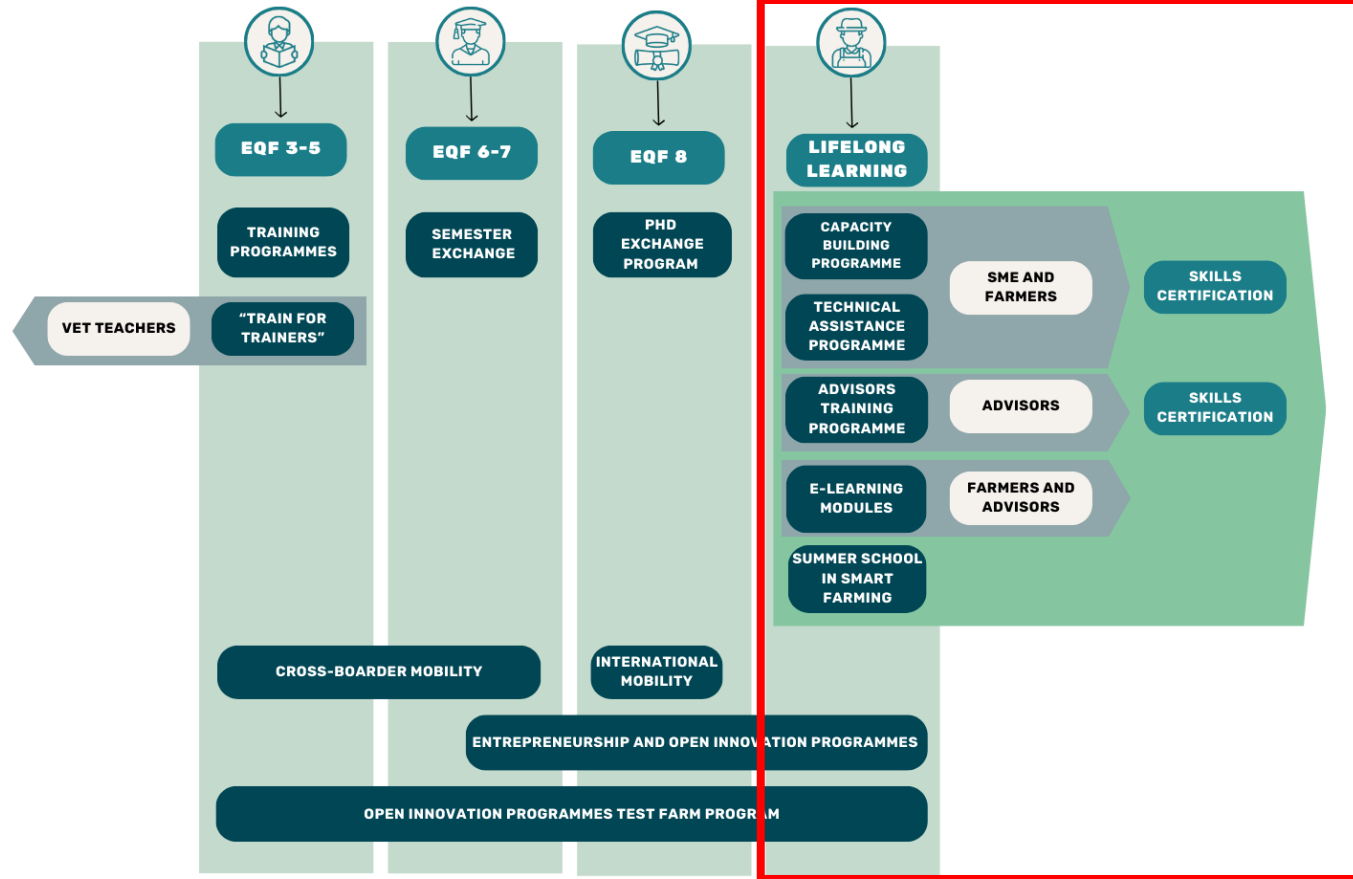 EQF 3-5
EQF 6-7
EQF 8
LIFELONG
LEARNING
TRAINING
PROGRAMMES
SEMESTER
EXCHANGE
PHD
EXCHANGE
PROGRAM
CAPACITY
BUILDING
PROGRAMME
SME AND
FARMERS
SKILLS
CERTIFICATION
VET TEACHERS
“TRAIN FOR
TRAINERS”
TECHNICAL
ASSISTANCE
PROGRAMME
ADVISORS
TRAINING
PROGRAMME
ADVISORS
SKILLS
CERTIFICATION
E-LEARNING
MODULES
FARMERS AND
ADVISORS
SUMMER SCHOOL
IN SMART
FARMING
CROSS-BOARDER MOBILITY
INTERNATIONAL
MOBILITY
ENTREPRENEURSHIP AND OPEN INNOVATION PROGRAMMES
OPEN INNOVATION PROGRAMMES TEST FARM PROGRAM